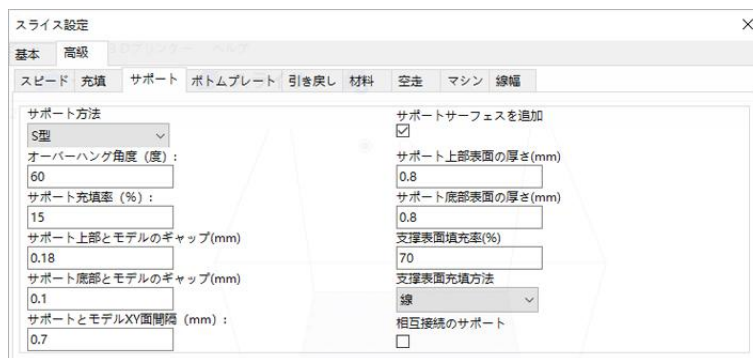 スライス設定
基本 高級
スピード 充填 サポート ボトムプレート 引き戻し 材料 空走 マシン 線幅
サポート方法
S型
オーバーハング角度（度）:
60
サポート充填率（%）:
15
サポート上部とモデルのギャップ(mm)
0.18
サポート底部とモデルのギャップ(mm)
0.1
サポートとモデルXY面間隔（mm）:
0.7
サポートサーフェスを追加
サポート上部表面の厚さ(mm)
0.8
サポート底部表面の厚さ(mm)
0.8
支撑表面填充率(%)
70
支撑表面充填方法
線
相互接続のサポート